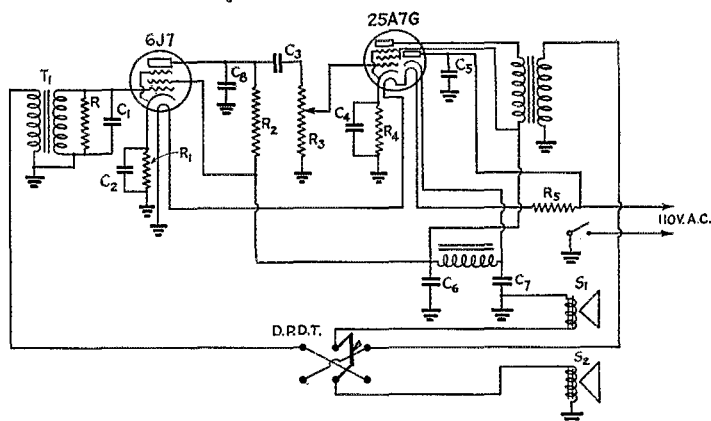 25A7G
6J7
T1
R
C1
C2
R1
C8
C3
R2
R3
C4
R4
C5
R5
110V. A.C.
C6
C7
S1
D.P.D.T.
S2